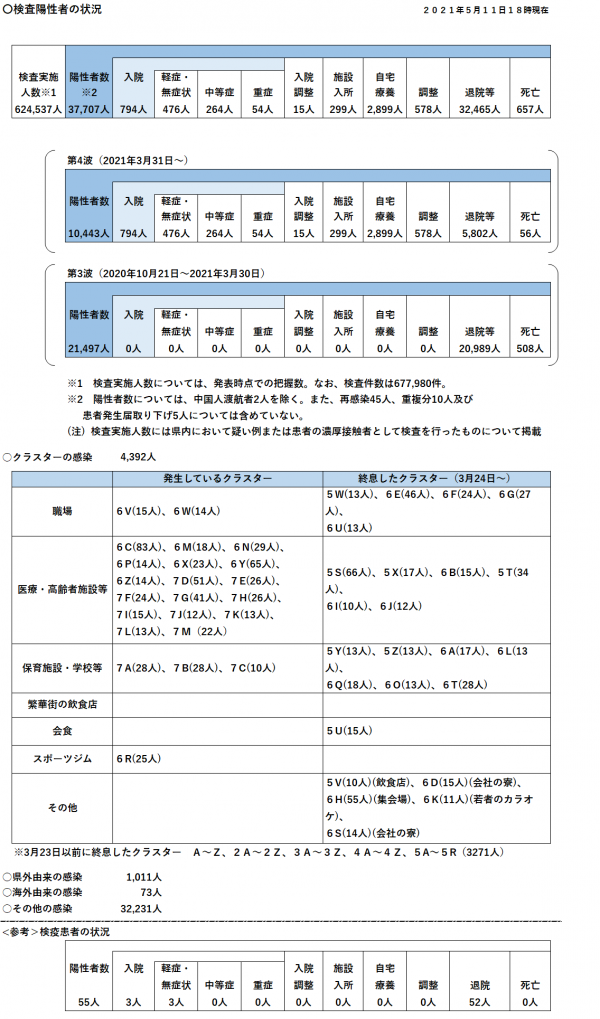 〇検査陽性者の状況
２０２１年５月１１日１８時現在
検査実施人数※1 陽性者数※2 入院 軽症・無症状 中等症 重症 入院調整 施設入所 自宅療養 調整 退院等 死亡
624,537人 37,707人 794人 476人 264人 54人 15人 299人 2,899人 578人 32,465人 657人
第4波（2021年3月31日～）
陽性者数 入院 軽症・無症状 中等症 重症 入院調整 施設入所 自宅療養 調整 退院等 死亡
10,443人 794人 476人 264人 54人 15人 299人 2,899人 578人 5,802人 56人
第3波（2020年10月21日～2021年3月30日）
陽性者数 入院 軽症・無症状 中等症 重症 入院調整 施設入所 自宅療養 調整 退院等 死亡
21,497人 0人 0人 0人 0人 0人 0人 0人 0人 20,989人 508人
※1　検査実施人数については、発表時点での把握数。なお、検査件数は677,980件。
※2　陽性者数については、中国人渡航者2人を除く。また、再感染45人、重複分10人及び
患者発生届取り下げ5人については含めていない。
（注）検査実施人数には県内において疑い例または患者の濃厚接触者として検査を行ったものについて掲載
〇クラスターの感染　4,392人
発生しているクラスター 終息したクラスター（3月24日～）
職場
６V(15人)、６W(14人)
５W(13人)、６E(46人)、６F(24人)、６G(27
人)、
６U(13人)
医療・高齢者施設等
６C(83人)、６M(18人)、６N(29人)、
６P(14人)、６X(23人)、６Y(65人)、
６Z(14人)、７D(51人)、７E(26人)、
７F(24人)、７G(41人)、７H(26人)、
７I(15人)、７J(12人)、７K(13人)、
７L(13人)、７M（22人）
５S(66人)、５X(17人)、６B(15人)、５T(34
人)、
６I(10人)、６J(12人)
保育施設・学校等
７A(28人)、７B(28人)、７C(10人)
５Y(13人)、５Z(13人)、６A(17人)、６L(13
人)、
６Q(18人)、６O(13人)、６T(28人)
繁華街の飲食店
会食
５U(15人)
スポーツジム
６R(25人)
その他
５V(10人)(飲食店)、６D(15人)(会社の寮)、
６H(55人)(集会場)、６K(11人)(若者のカラオ
ケ)、
６S(14人)(会社の寮)
※3月23日以前に終息したクラスター　A～Z、２A～２Z、３A～３Z、４A～４Z、５A～５R（3271人）
〇県外由来の感染　1,011人
〇海外由来の感染　73人
〇その他の感染　32,231人
<参考>検疫患者の状況
陽性者数 入院 軽症・無症状 中等症 重症 入院調整 施設入所 自宅療養 調整 退院 死亡
55人 3人 3人 0人 0人 0人 0人 0人 0人 52人 0人